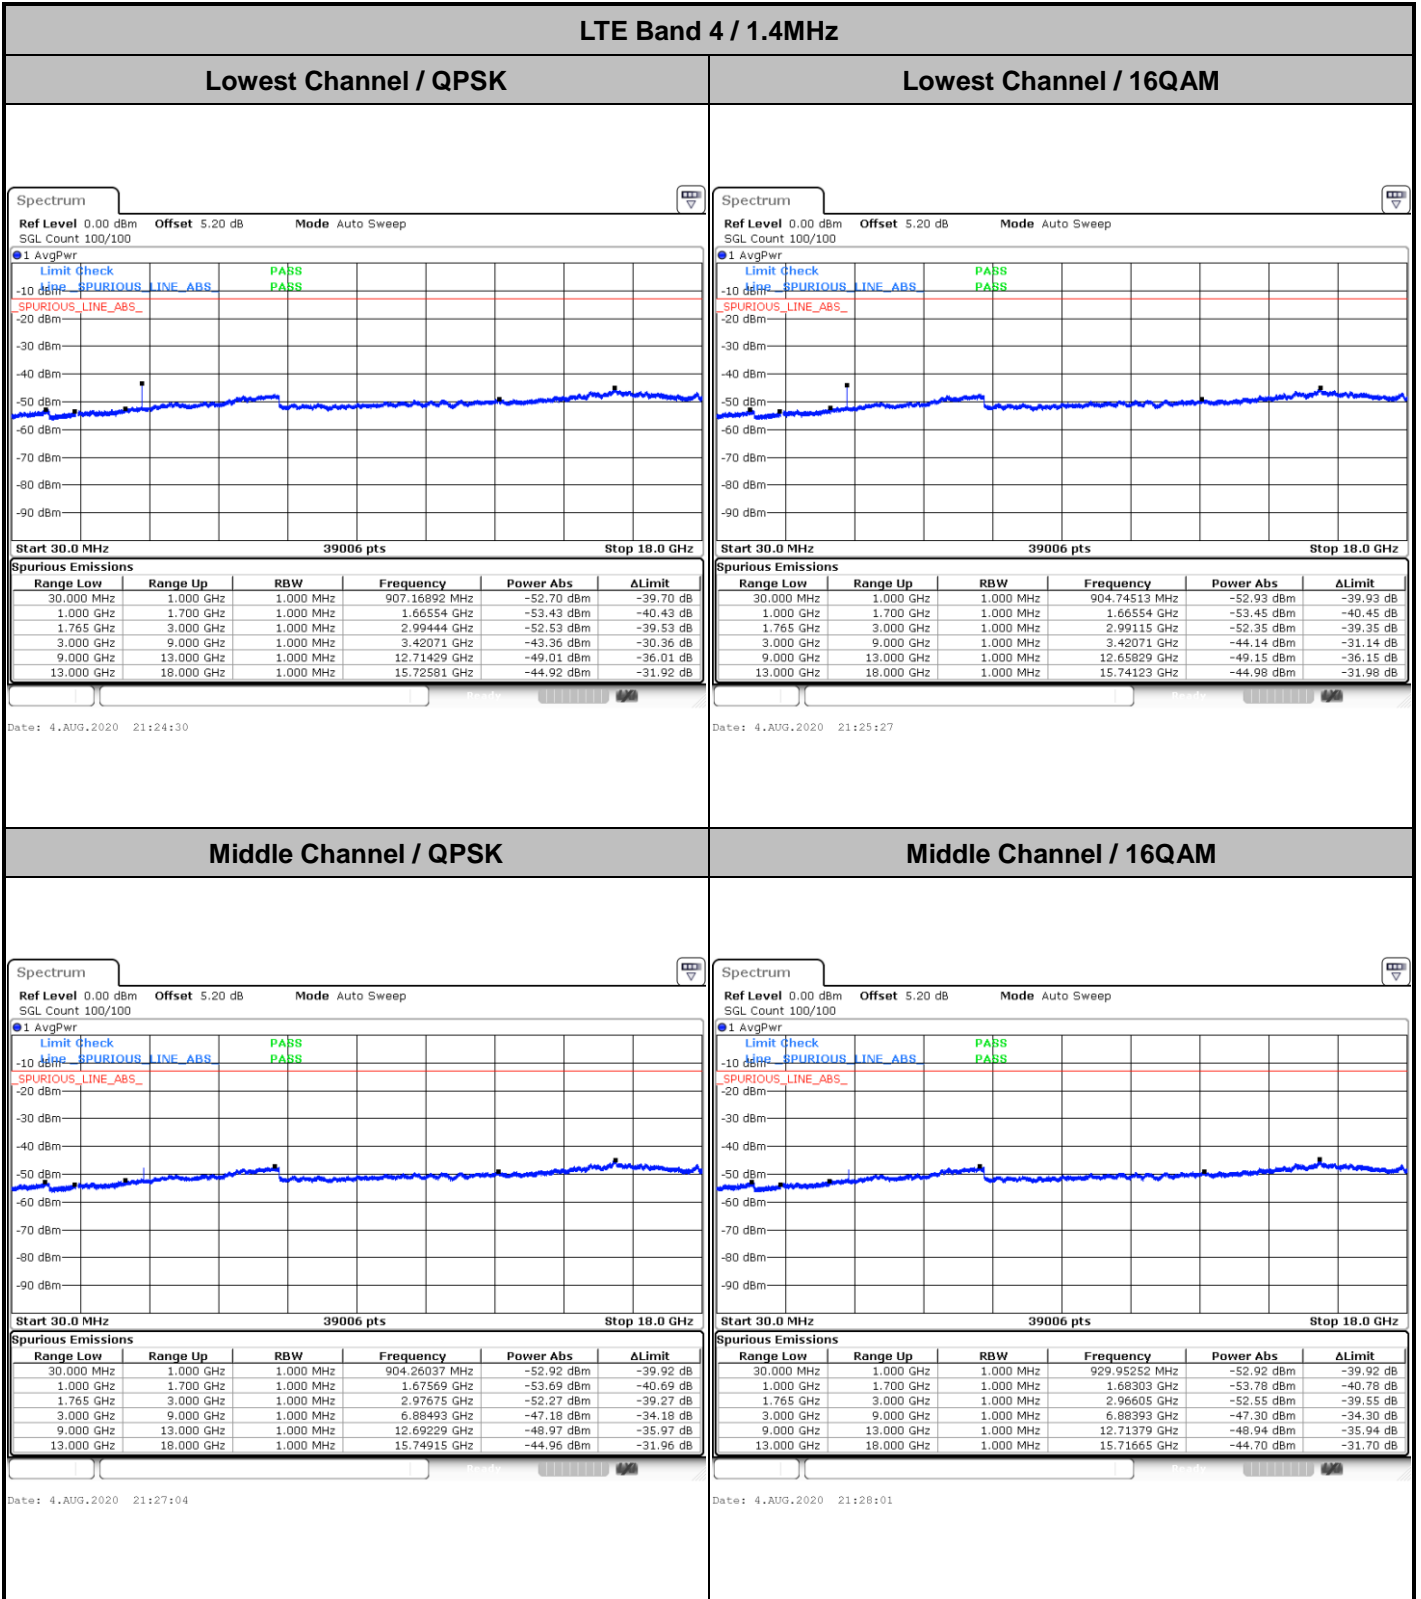 LTE Band 4 / 1.4MHz
Lowest Channel / QPSK
Lowest Channel / 16QAM
Spectrum
Ref Level 0.00 dBm Offset 5.20 dB Mode Auto Sweep
SGL Count 100/100
1 AvgPwr
Limit Check PASS
Line _SPURIOUS_LINE_ABS_ PASS
_SPURIOUS_LINE_ABS_
-10 dBm
-20 dBm
-30 dBm
-40 dBm
-50 dBm
-60 dBm
-70 dBm
-80 dBm
-90 dBm
Start 30.0 MHz 39006 pts Stop 18.0 GHz
Spurious Emissions
Range Low Range Up RBW Frequency Power Abs ΔLimit
30.000 MHz 1.000 GHz 1.000 MHz 907.16892 MHz -52.70 dBm -39.70 dB
1.000 GHz 1.700 GHz 1.000 MHz 1.66554 GHz -53.43 dBm -40.43 dB
1.765 GHz 3.000 GHz 1.000 MHz 2.99444 GHz -52.53 dBm -39.53 dB
3.000 GHz 9.000 GHz 1.000 MHz 3.42071 GHz -43.36 dBm -30.36 dB
9.000 GHz 13.000 GHz 1.000 MHz 12.71429 GHz -49.01 dBm -36.01 dB
13.000 GHz 18.000 GHz 1.000 MHz 15.72581 GHz -44.92 dBm -31.92 dB
Ready
Date: 4.AUG.2020 21:24:30
Spectrum
Ref Level 0.00 dBm Offset 5.20 dB Mode Auto Sweep
SGL Count 100/100
1 AvgPwr
Limit Check PASS
Line _SPURIOUS_LINE_ABS_ PASS
_SPURIOUS_LINE_ABS_
-10 dBm
-20 dBm
-30 dBm
-40 dBm
-50 dBm
-60 dBm
-70 dBm
-80 dBm
-90 dBm
Start 30.0 MHz 39006 pts Stop 18.0 GHz
Spurious Emissions
Range Low Range Up RBW Frequency Power Abs ΔLimit
30.000 MHz 1.000 GHz 1.000 MHz 904.74513 MHz -52.93 dBm -39.93 dB
1.000 GHz 1.700 GHz 1.000 MHz 1.66554 GHz -53.45 dBm -40.45 dB
1.765 GHz 3.000 GHz 1.000 MHz 2.99115 GHz -52.35 dBm -39.35 dB
3.000 GHz 9.000 GHz 1.000 MHz 3.42071 GHz -44.14 dBm -31.14 dB
9.000 GHz 13.000 GHz 1.000 MHz 12.65829 GHz -49.15 dBm -36.15 dB
13.000 GHz 18.000 GHz 1.000 MHz 15.74123 GHz -44.98 dBm -31.98 dB
Ready
Date: 4.AUG.2020 21:25:27
Middle Channel / QPSK
Middle Channel / 16QAM
Spectrum
Ref Level 0.00 dBm Offset 5.20 dB Mode Auto Sweep
SGL Count 100/100
1 AvgPwr
Limit Check PASS
Line _SPURIOUS_LINE_ABS_ PASS
_SPURIOUS_LINE_ABS_
-10 dBm
-20 dBm
-30 dBm
-40 dBm
-50 dBm
-60 dBm
-70 dBm
-80 dBm
-90 dBm
Start 30.0 MHz 39006 pts Stop 18.0 GHz
Spurious Emissions
Range Low Range Up RBW Frequency Power Abs ΔLimit
30.000 MHz 1.000 GHz 1.000 MHz 904.26037 MHz -52.92 dBm -39.92 dB
1.000 GHz 1.700 GHz 1.000 MHz 1.67569 GHz -53.69 dBm -40.69 dB
1.765 GHz 3.000 GHz 1.000 MHz 2.97675 GHz -52.27 dBm -39.27 dB
3.000 GHz 9.000 GHz 1.000 MHz 6.88493 GHz -47.18 dBm -34.18 dB
9.000 GHz 13.000 GHz 1.000 MHz 12.69229 GHz -48.97 dBm -35.97 dB
13.000 GHz 18.000 GHz 1.000 MHz 15.74915 GHz -44.96 dBm -31.96 dB
Ready
Date: 4.AUG.2020 21:27:04
Spectrum
Ref Level 0.00 dBm Offset 5.20 dB Mode Auto Sweep
SGL Count 100/100
1 AvgPwr
Limit Check PASS
Line _SPURIOUS_LINE_ABS_ PASS
_SPURIOUS_LINE_ABS_
-10 dBm
-20 dBm
-30 dBm
-40 dBm
-50 dBm
-60 dBm
-70 dBm
-80 dBm
-90 dBm
Start 30.0 MHz 39006 pts Stop 18.0 GHz
Spurious Emissions
Range Low Range Up RBW Frequency Power Abs ΔLimit
30.000 MHz 1.000 GHz 1.000 MHz 929.95252 MHz -52.92 dBm -39.92 dB
1.000 GHz 1.700 GHz 1.000 MHz 1.68303 GHz -53.78 dBm -40.78 dB
1.765 GHz 3.000 GHz 1.000 MHz 2.96605 GHz -52.55 dBm -39.55 dB
3.000 GHz 9.000 GHz 1.000 MHz 6.88393 GHz -47.30 dBm -34.30 dB
9.000 GHz 13.000 GHz 1.000 MHz 12.71379 GHz -48.94 dBm -35.94 dB
13.000 GHz 18.000 GHz 1.000 MHz 15.71665 GHz -44.70 dBm -31.70 dB
Ready
Date: 4.AUG.2020 21:28:01